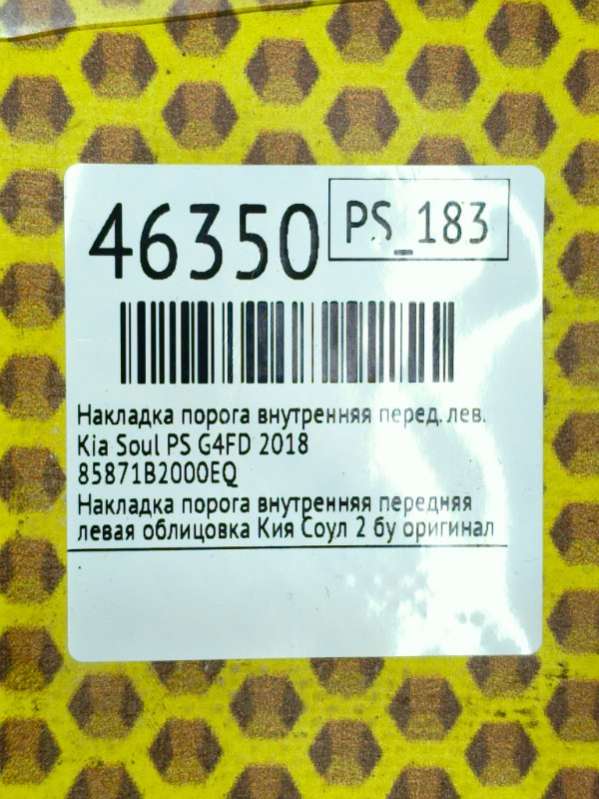 46350
PS_183
Накладка порога внутренняя перед. лев.
Kia Soul PS G4FD 2018
85871B2000EQ
Накладка порога внутренняя передняя
левая облицовка Кия Соул 2 бу оригинал